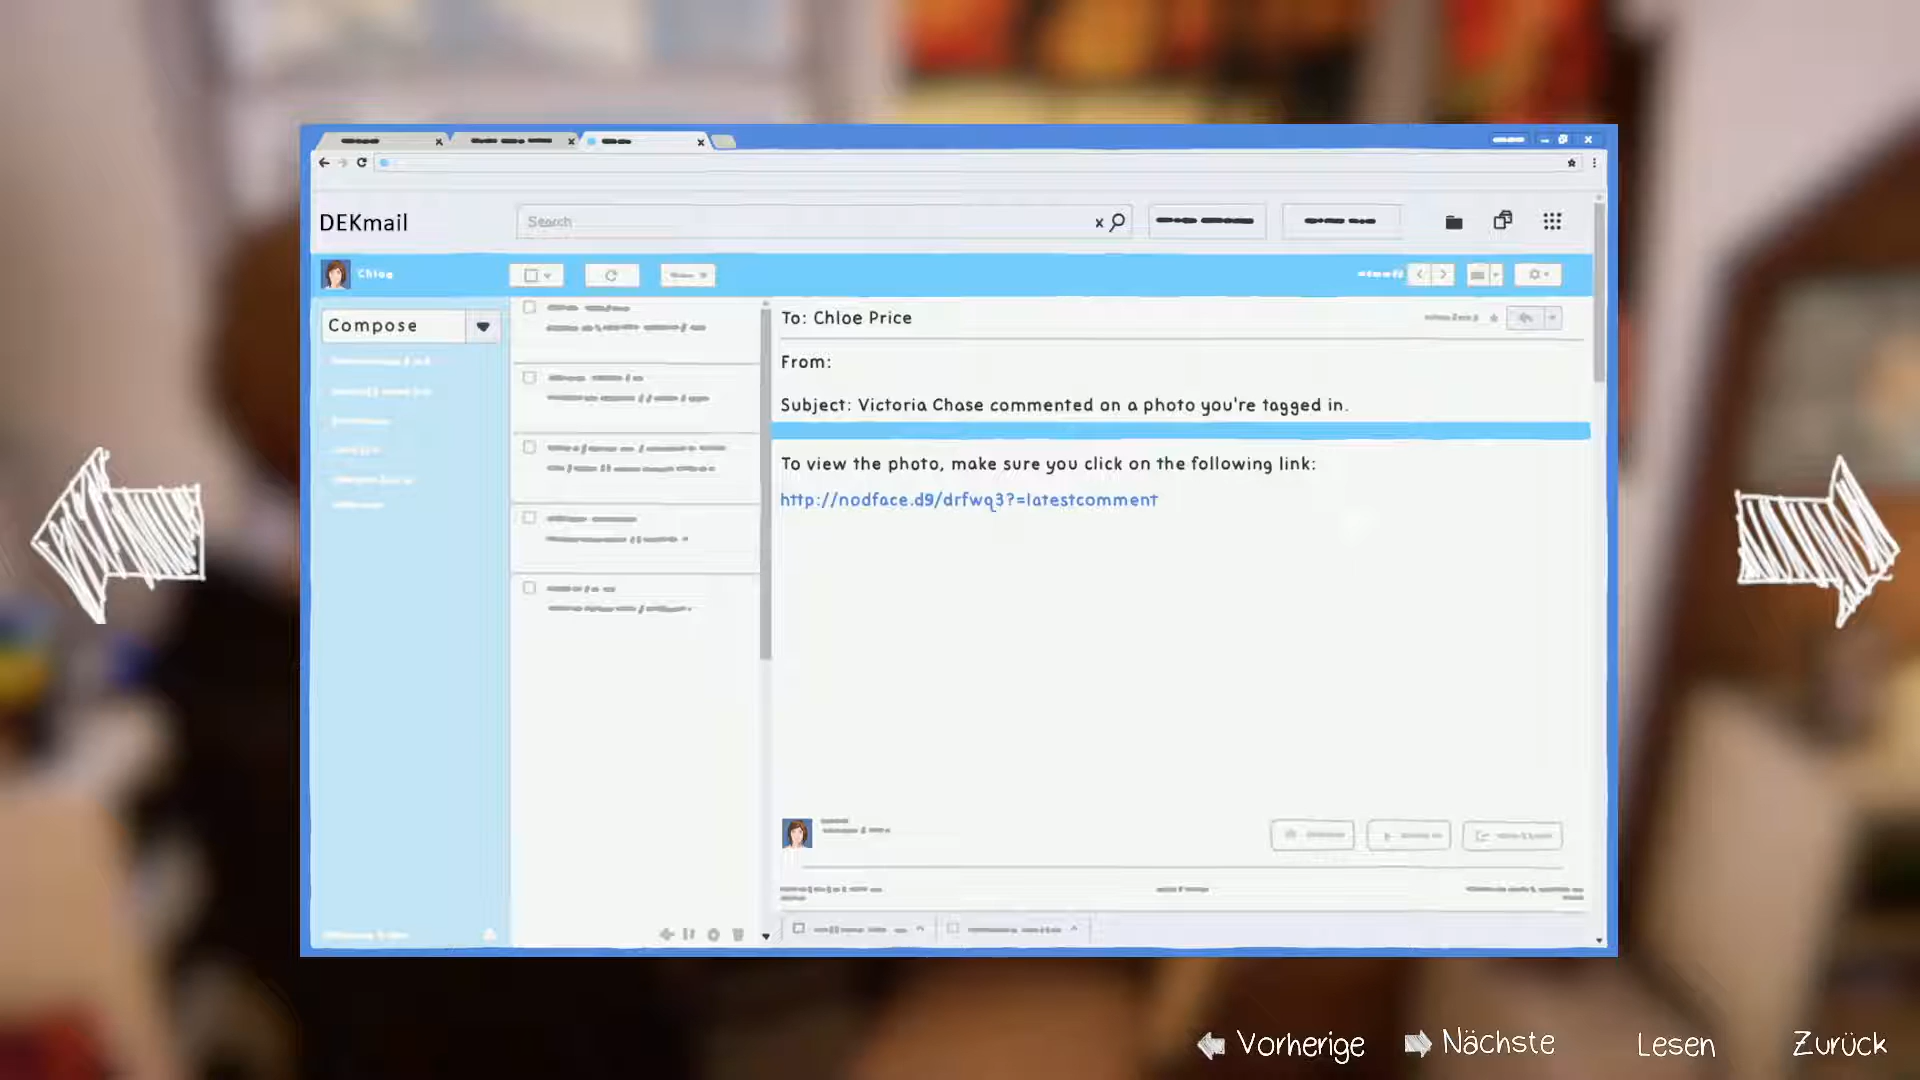 DEKmail
Search
Chloe
Compose
To: Chloe Price
From:
Subject: Victoria Chase commented on a photo you're tagged in.
To view the photo, make sure you click on the following link:
http://nodface.d9/drfwq3?=latestcomment
Vorherige
Nächste
Lesen
Zurück